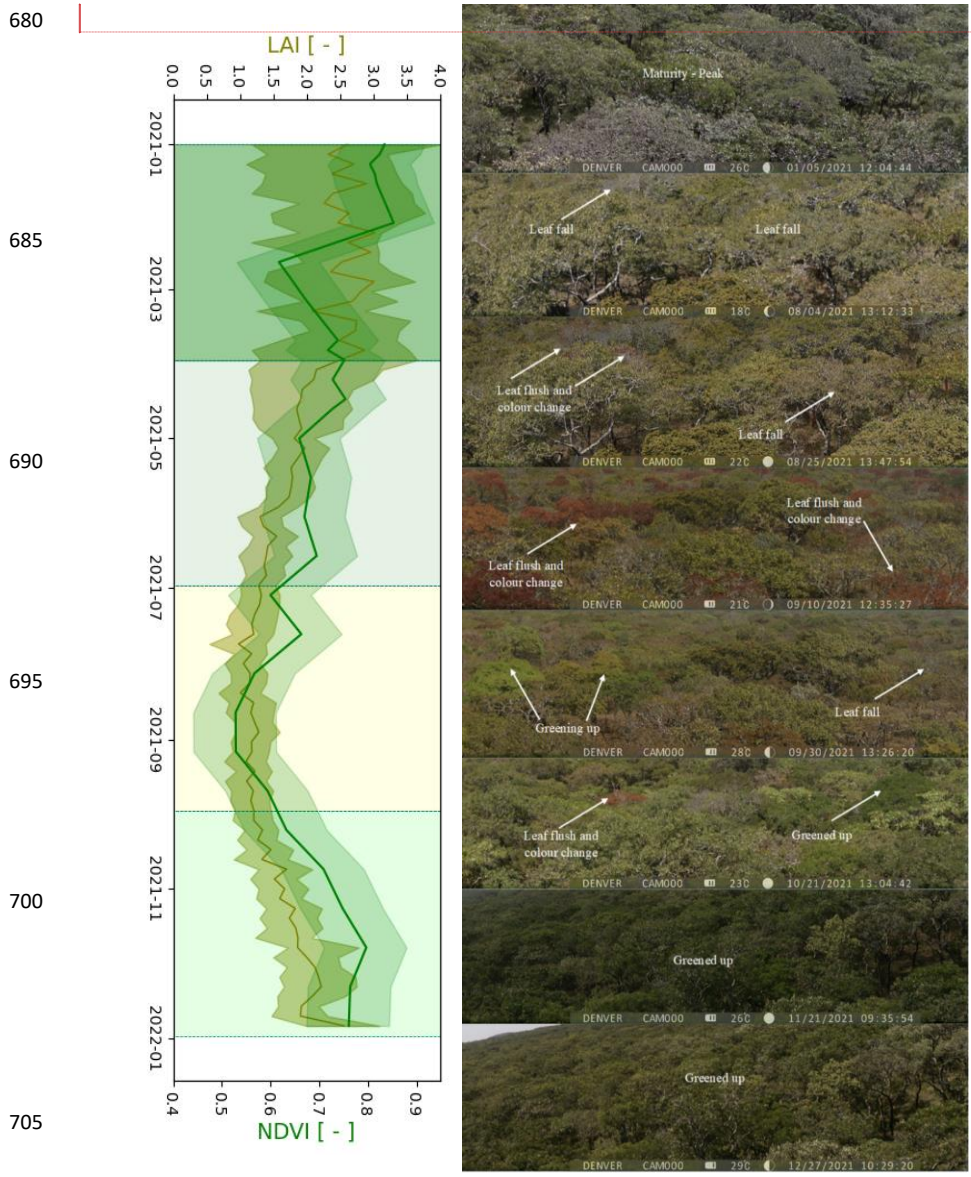 680
685
690
695
700
705
LAI [ - ]
0.0
0.5
1.0
1.5
2.0
2.5
3.0
3.5
4.0
2021-01
2021-03
2021-05
2021-07
2021-09
2021-11
2022-01
0.4
0.5
0.6
0.7
0.8
0.9
NDVI [ - ]
Maturity - Peak
DENVER CAM000 26C 01/05/2021 12:04:44
Leaf fall
Leaf fall
DENVER CAM000 18C 08/04/2021 13:12:33
Leaf flush and
colour change
Leaf fall
DENVER CAM000 22C 08/25/2021 13:47:54
Leaf flush and
colour change
Leaf flush and
colour change
DENVER CAM000 21C 09/10/2021 12:35:27
Leaf fall
Greening up
DENVER CAM000 28C 09/30/2021 13:26:20
Leaf flush and
colour change
Greened up
DENVER CAM000 23C 10/21/2021 13:04:42
Greened up
DENVER CAM000 26C 11/21/2021 09:35:54
Greened up
DENVER CAM000 29C 12/27/2021 10:29:20